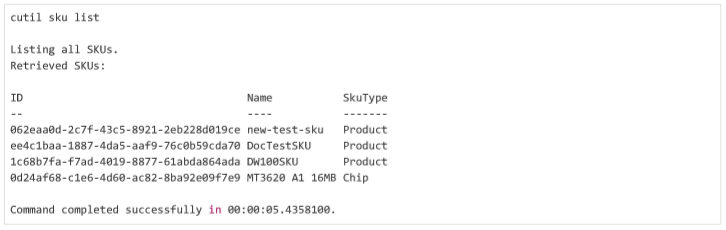 cutil sku list
Listing all SKUs.
Retrieved SKUs:
ID Name SkuType
-- ---- -------
062eaa0d-2c7f-43c5-8921-2eb228d019ce new-test-sku Product
ee4c1baa-1887-4da5-aaf9-76c0b59cda70 DocTestSKU Product
1c68b7fa-f7ad-4019-8877-61abda864ada DW100SKU Product
0d24af68-c1e6-4d60-ac82-8ba92e09f7e9 MT3620 A1 16MB Chip
Command completed successfully in 00:00:05.4358100.